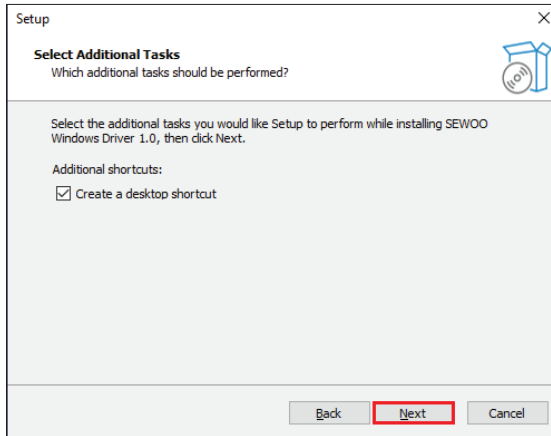 Setup
Select Additional Tasks
Which additional tasks should be performed?
Select the additional tasks you would like Setup to perform while installing SEWOO
Windows Driver 1.0, then click Next.
Additional shortcuts:
Create a desktop shortcut
Back Next Cancel